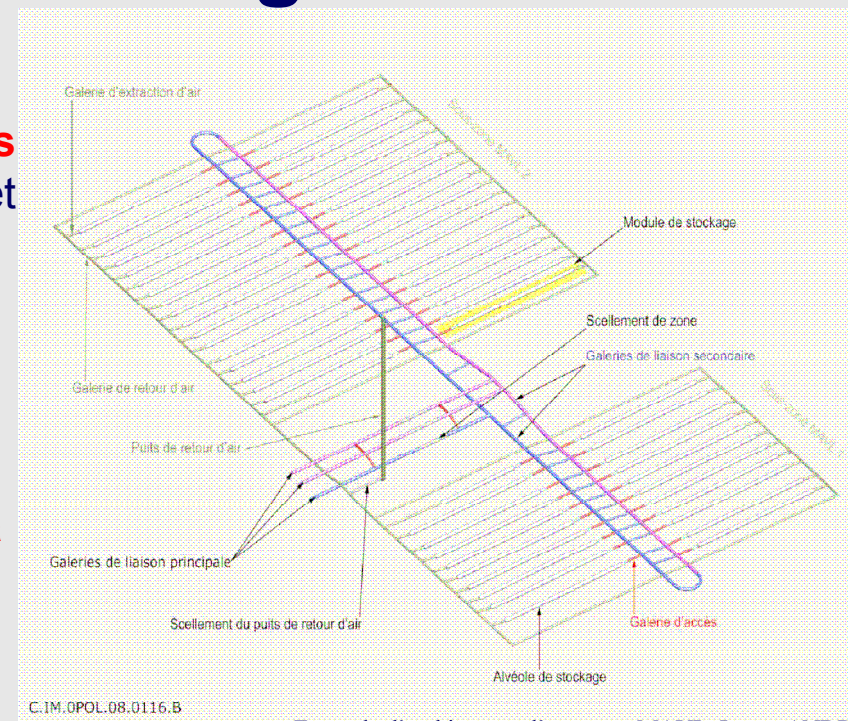 Galerie d'extraction d'air
s
et
Module de stockage
Scellement de zone
Galeries de liaison secondaire
Galerie de retour d'air
Puits de retour d'air
Galeries de liaison principale
Scellement du puits de retour d'air
Galerie d'accès
Alvéole de stockage
C.IM.0POL.08.0116.B